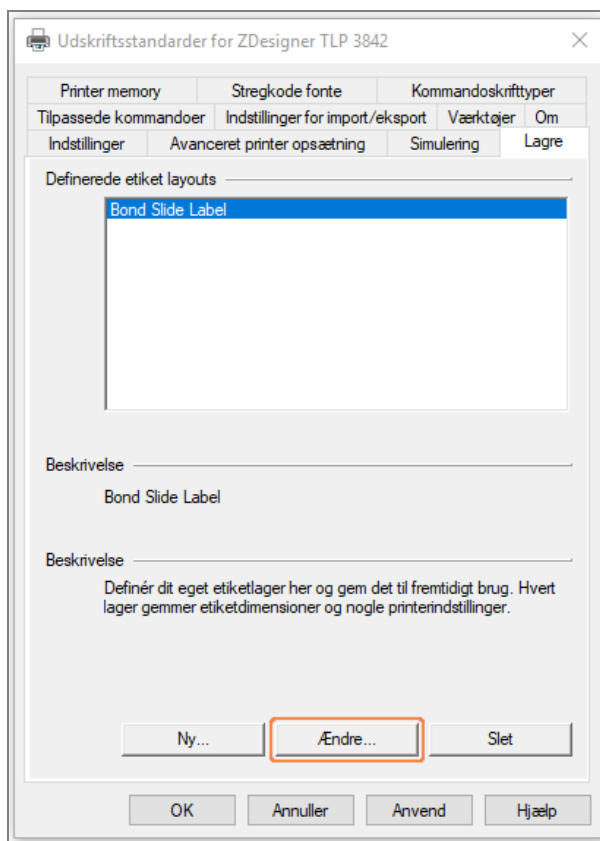 Udskriftsstandarder for ZDesigner TLP 3842
Printer memory Stregkode fonte Kommandoskrifttyper
Tilpassede kommandoer Indstillinger for import/eksport Værktøjer Om
Indstillinger Avanceret printer opsætning Simulering Lagre
Definerede etiket layouts
Bond Slide Label
Beskrivelse
Bond Slide Label
Beskrivelse
Definér dit eget etiketlager her og gem det til fremtidigt brug. Hvert
lager gemmer etiketdimensioner og nogle printerindstillinger.
Ny... Ændre... Slet
OK Annuller Anvend Hjælp